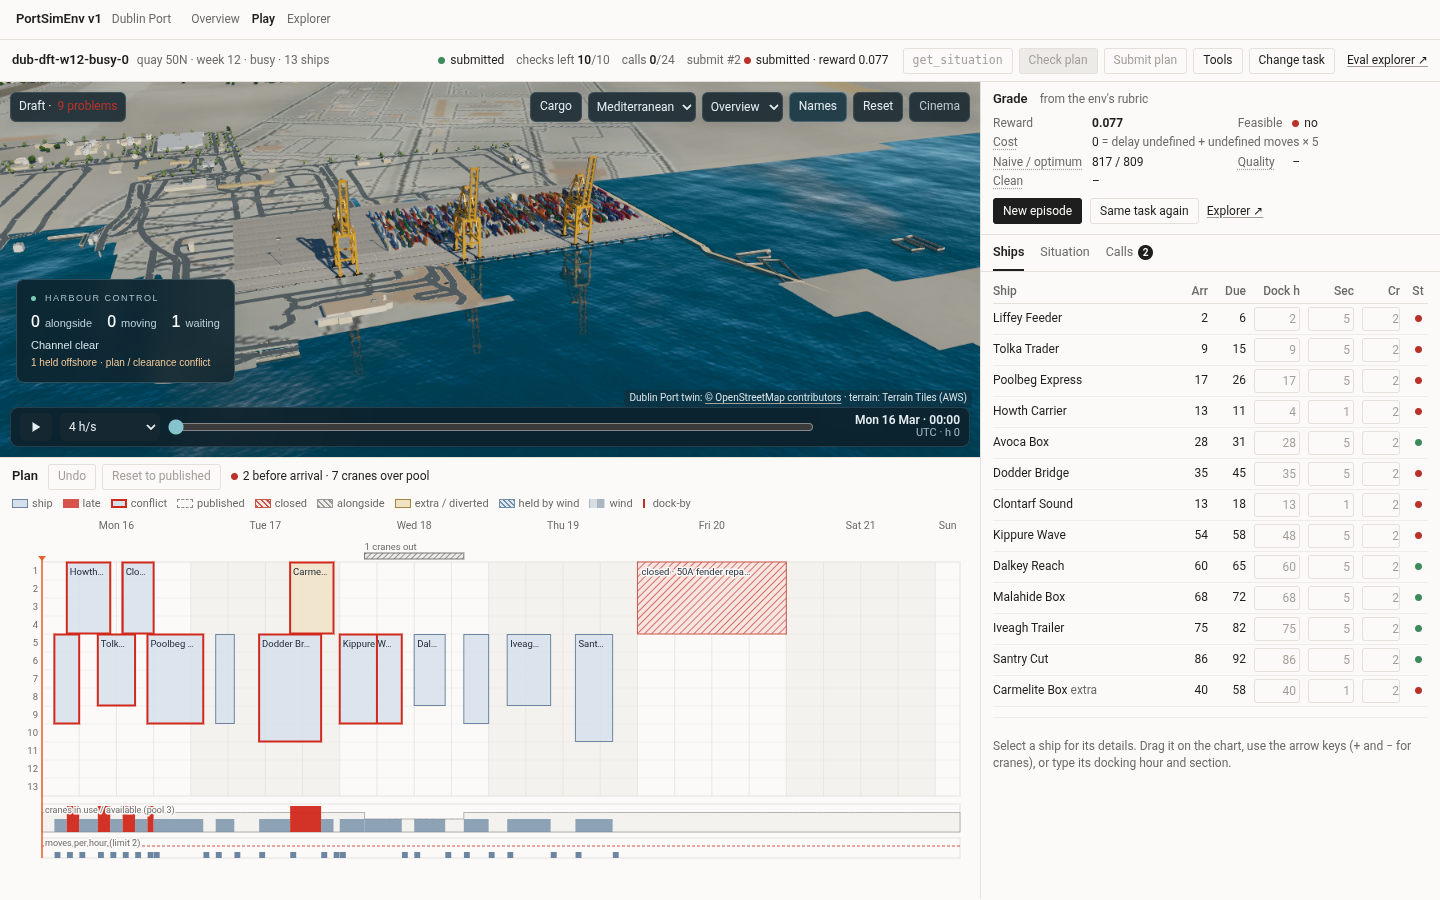 PortSimEnv v1 Dublin Port Overview Play Explorer
dub-dft-w12-busy-0 quay 50N · week 12 · busy · 13 ships submitted checks left 10/10 calls 0/24 submit #2 submitted · reward 0.077 get_situation Check plan Submit plan Tools Change task Eval explorer ↗
Draft · 9 problems Cargo Mediterranean Overview Names Reset Cinema
HARBOUR CONTROL
0 alongside 0 moving 1 waiting
Channel clear
1 held offshore · plan / clearance conflict
Dublin Port twin: © OpenStreetMap contributors · terrain: Terrain Tiles (AWS)
4 h/s Mon 16 Mar · 00:00
UTC · h 0
Plan Undo Reset to published 2 before arrival · 7 cranes over pool
ship late conflict published closed alongside extra / diverted held by wind wind dock-by
Mon 16 Tue 17 Wed 18 Thu 19 Fri 20 Sat 21 Sun
1 cranes out
1 Howth... Clo... Carme... closed · 50A fender repa...
2
3
4
5 Tolk... Poolbeg ... Dodder Br... Kippure W... Dal... Iveag... Sant...
6
7
8
9
10
11
12
13
cranes in use / available (pool 3)
moves per hour (limit 2)
Grade from the env's rubric
Reward 0.077 Feasible no
Cost 0 = delay undefined + undefined moves × 5
Naive / optimum 817 / 809 Quality –
Clean –
New episode Same task again Explorer ↗
Ships Situation Calls 2
Ship Arr Due Dock h Sec Cr St
Liffey Feeder 2 6 2 5 2
Tolka Trader 9 15 9 5 2
Poolbeg Express 17 26 17 5 2
Howth Carrier 13 11 4 1 2
Avoca Box 28 31 28 5 2
Dodder Bridge 35 45 35 5 2
Clontarf Sound 13 18 13 1 2
Kippure Wave 54 58 48 5 2
Dalkey Reach 60 65 60 5 2
Malahide Box 68 72 68 5 2
Iveagh Trailer 75 82 75 5 2
Santry Cut 86 92 86 5 2
Carmelite Box extra 40 58 40 1 2
Select a ship for its details. Drag it on the chart, use the arrow keys (+ and − for
cranes), or type its docking hour and section.